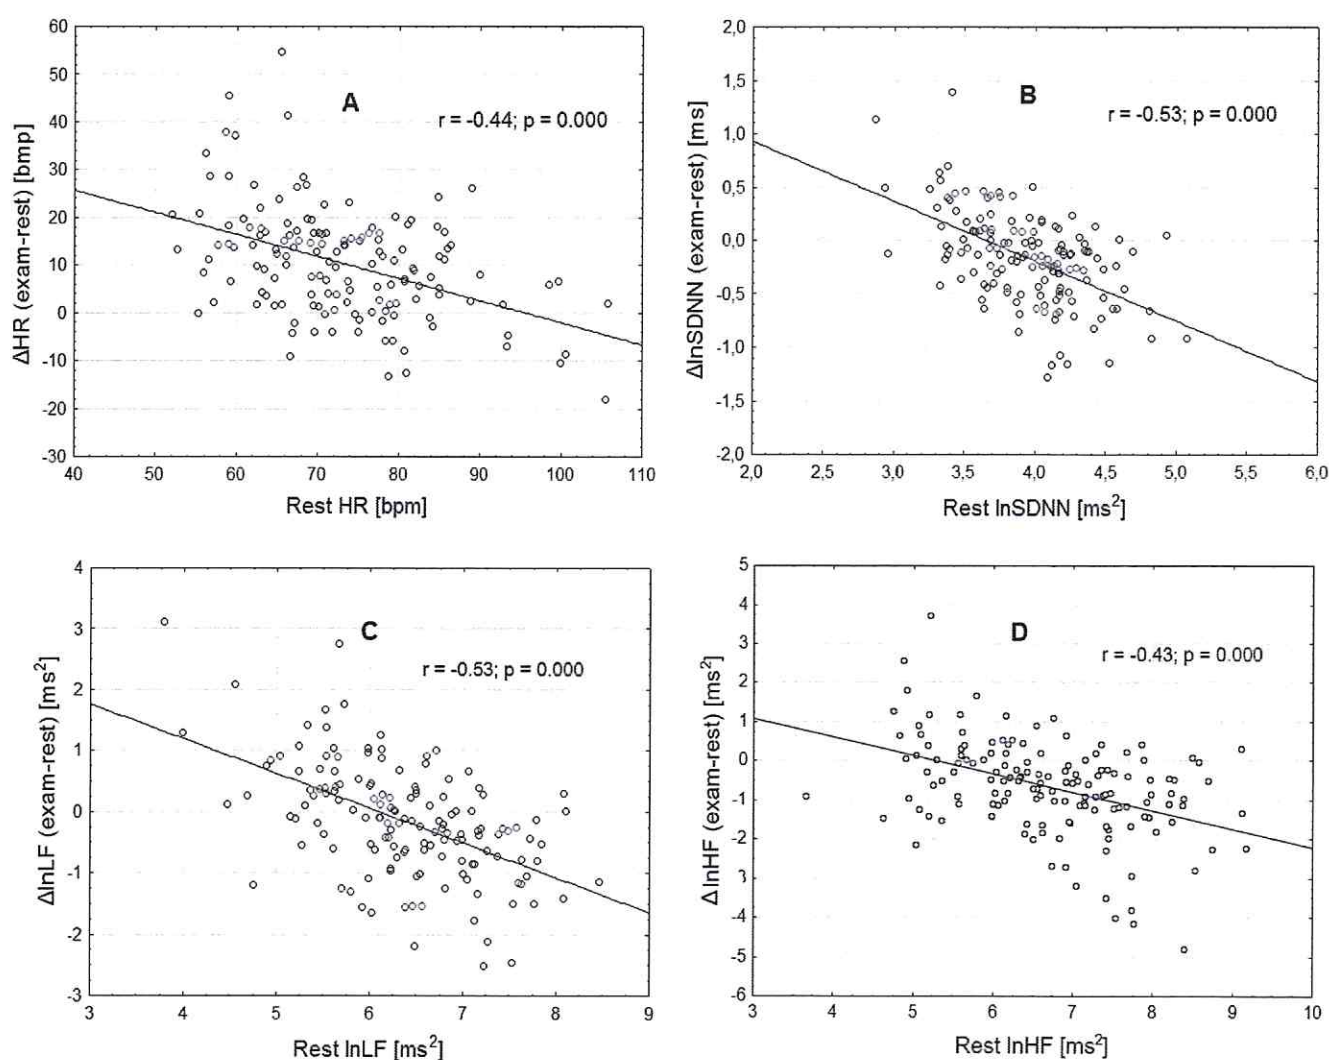 A
r = -0.44; p = 0.000
ΔHR (exam-rest) [bmp]
60
50
40
30
20
10
0
-10
-20
-30
40 50 60 70 80 90 100 110
Rest HR [bpm]
B
r = -0.53; p = 0.000
ΔlnSDNN (exam-rest) [ms]
2,0
1,5
1,0
0,5
0,0
-0,5
-1,0
-1,5
-2,0
2,0 2,5 3,0 3,5 4,0 4,5 5,0 5,5 6,0
Rest lnSDNN [ms²]
C
r = -0.53; p = 0.000
ΔlnLF (exam-rest) [ms²]
4
3
2
1
0
-1
-2
-3
3 4 5 6 7 8 9
Rest lnLF [ms²]
D
r = -0.43; p = 0.000
ΔlnHF (exam-rest) [ms²]
5
4
3
2
1
0
-1
-2
-3
-4
-5
-6
3 4 5 6 7 8 9 10
Rest lnHF [ms²]